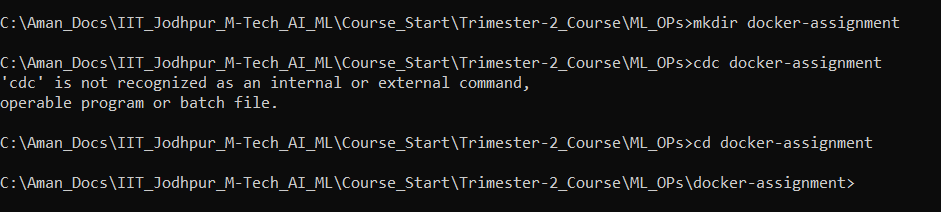 C:\Aman_Docs\IIT_Jodhpur_M-Tech_AI_ML\Course_Start\Trimester-2_Course\ML_OPs>mkdir docker-assignment
C:\Aman_Docs\IIT_Jodhpur_M-Tech_AI_ML\Course_Start\Trimester-2_Course\ML_OPs>cdc docker-assignment
'cdc' is not recognized as an internal or external command,
operable program or batch file.
C:\Aman_Docs\IIT_Jodhpur_M-Tech_AI_ML\Course_Start\Trimester-2_Course\ML_OPs>cd docker-assignment
C:\Aman_Docs\IIT_Jodhpur_M-Tech_AI_ML\Course_Start\Trimester-2_Course\ML_OPs\docker-assignment>